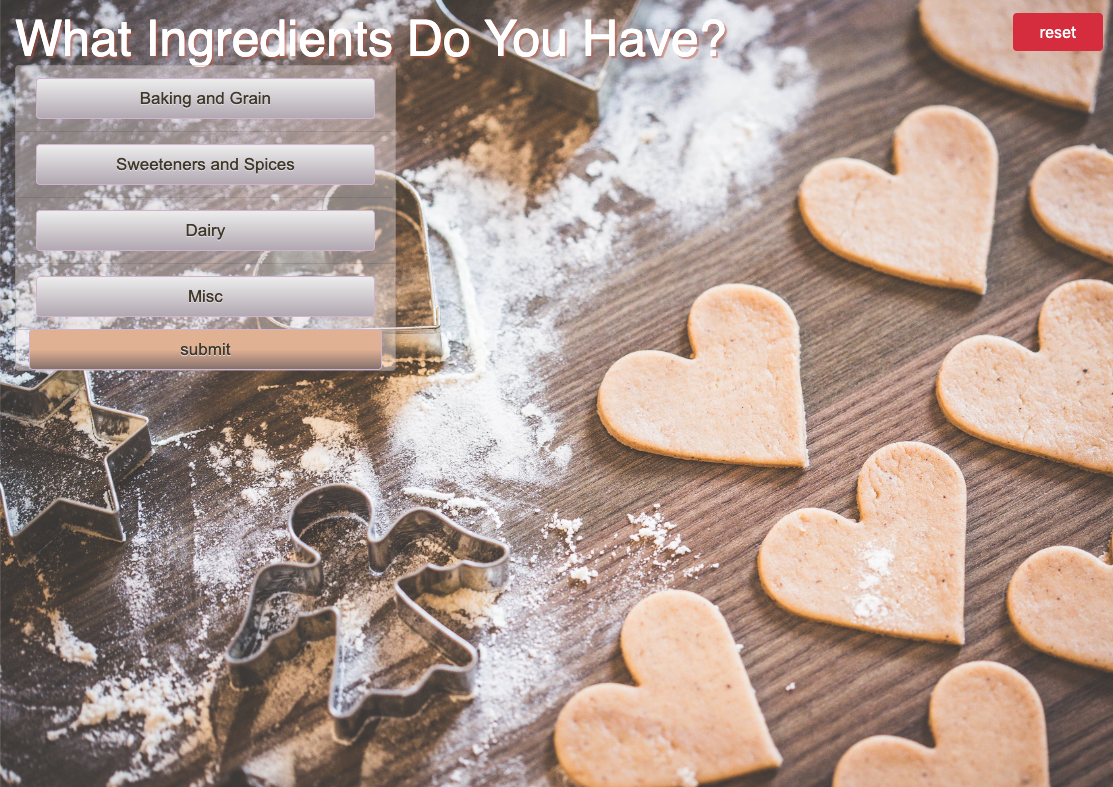 What Ingredients Do You Have?
reset
Baking and Grain
Sweeteners and Spices
Dairy
Misc
submit